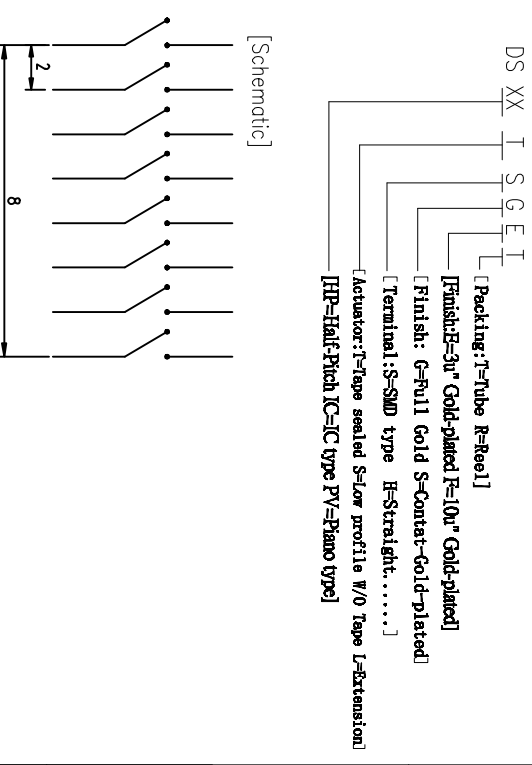 DS XX T S G E T
[Packing:T=Tube R=Reel]
[Finish:E=3u" Gold-plated F=10u" Gold-plated]
[Finish: G=Full Gold S=Contat-Gold-plated]
[Terminal:S=SMD type H=Straight......]
[Actuator:T=Tape sealed S=Low profile W/O Tape L=Extension]
[HP=Half-Pitch IC=IC type PV=Piano type]
[Schematic]
2
8